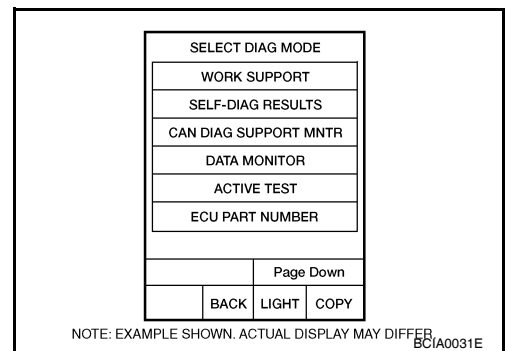 SELECT DIAG MODE
WORK SUPPORT
SELF-DIAG RESULTS
CAN DIAG SUPPORT MNTR
DATA MONITOR
ACTIVE TEST
ECU PART NUMBER
Page Down
BACK LIGHT COPY
NOTE: EXAMPLE SHOWN. ACTUAL DISPLAY MAY DIFFER.
BCIA0031E